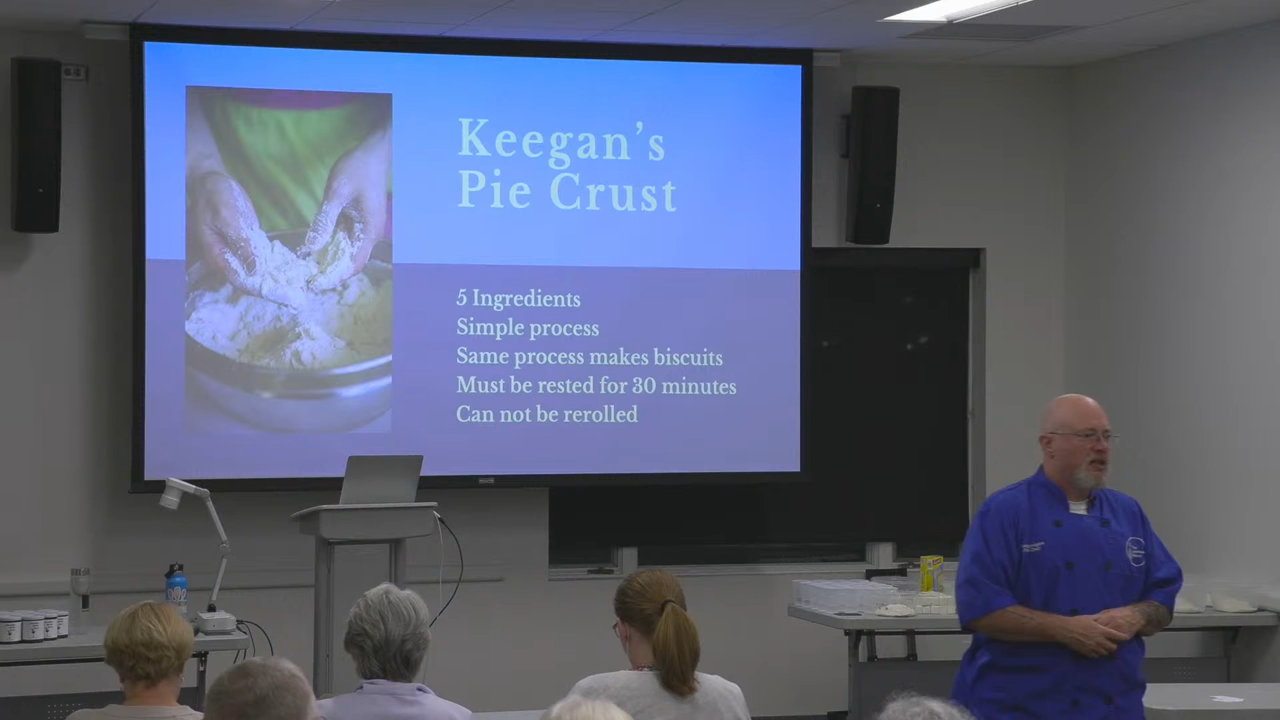 Keegan's
Pie Crust
5 Ingredients
Simple process
Same process makes biscuits
Must be rested for 30 minutes
Can not be rerolled